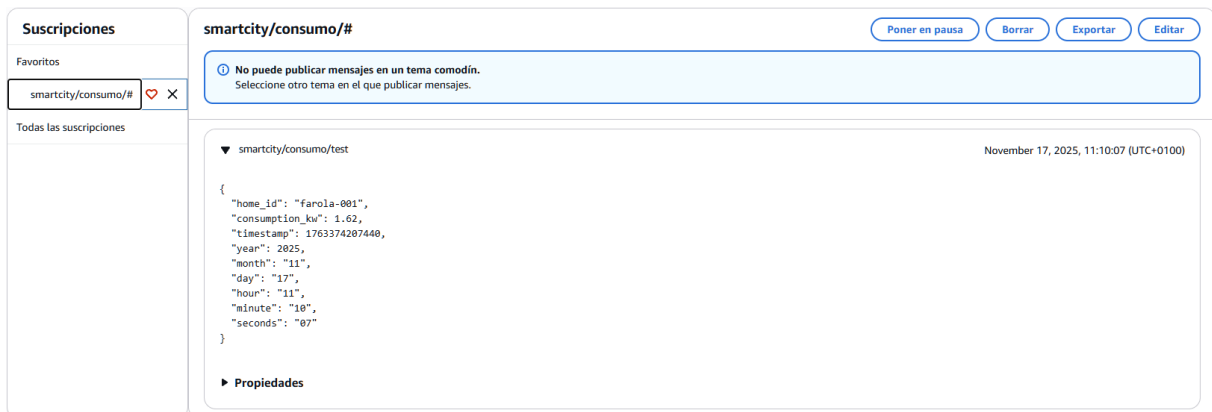 Suscripciones
Favoritos
smartcity/consumo/#
Todas las suscripciones
smartcity/consumo/#
Poner en pausa
Borrar
Exportar
Editar
No puede publicar mensajes en un tema comodín.
Seleccione otro tema en el que publicar mensajes.
smartcity/consumo/test
November 17, 2025, 11:10:07 (UTC+0100)
{
"home_id": "farola-001",
"consumption_kw": 1.62,
"timestamp": 1763374207440,
"year": 2025,
"month": "11",
"day": "17",
"hour": "11",
"minute": "10",
"seconds": "07"
}
Propiedades